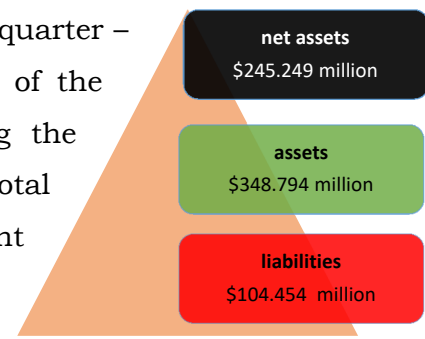 quarter –
of the
g the
otal
nt
net assets
$245.249 million
assets
$348.794 million
liabilities
$104.454 million